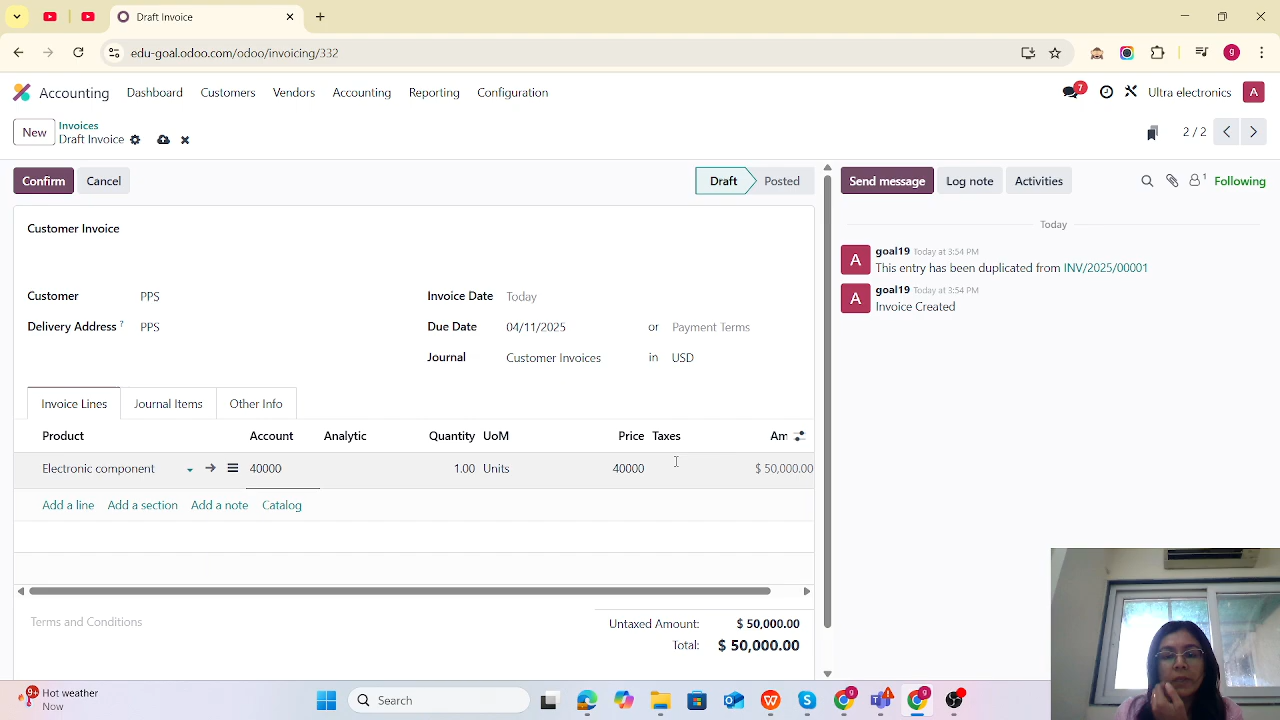 Draft Invoice
edu-goal.odoo.com/odoo/invoicing/332
g
Accounting Dashboard Customers Vendors Accounting Reporting Configuration
7
Ultra electronics
A
New
Invoices
Draft Invoice
2 / 2
Confirm Cancel
Draft Posted
Send message Log note Activities
1
Following
Customer Invoice
Today
A
goal19 Today at 3:54 PM
This entry has been duplicated from INV/2025/00001
A
goal19 Today at 3:54 PM
Invoice Created
Customer PPS
Invoice Date Today
Delivery Address ? PPS
Due Date 04/11/2025 or Payment Terms
Journal Customer Invoices in USD
Invoice Lines Journal Items Other Info
Product Account Analytic Quantity UoM Price Taxes Am
Electronic component 40000 1.00 Units 40000 $ 50,000.00
Add a line Add a section Add a note Catalog
Terms and Conditions
Untaxed Amount: $ 50,000.00
Total: $ 50,000.00
9+
Hot weather
Now
Search
g
g